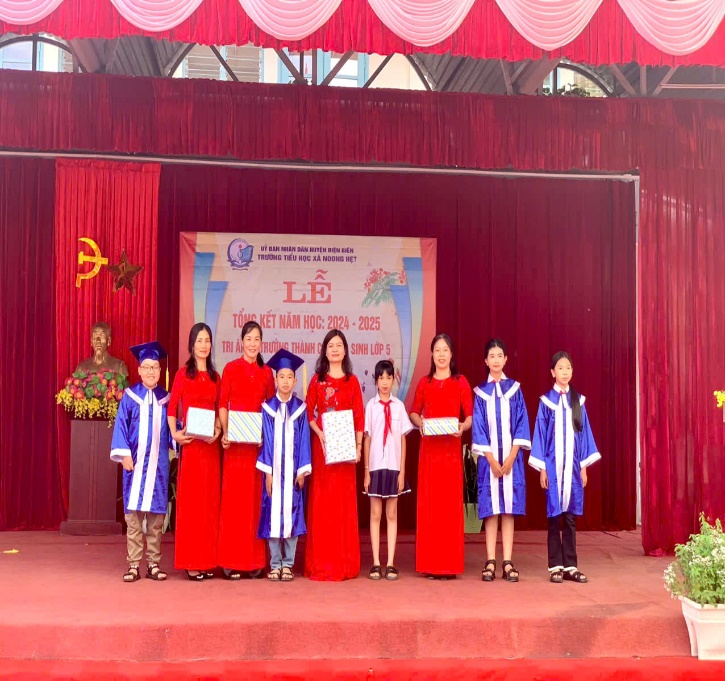 UỶ BAN NHÂN DÂN HUYỆN ĐIỆN BIÊN
TRƯỜNG TIỂU HỌC XÃ NOONG HẸT
LỄ
TỔNG KẾT NĂM HỌC: 2024 - 2025
TRI ÂN TRƯỞNG THÀNH SINH LỚP 5